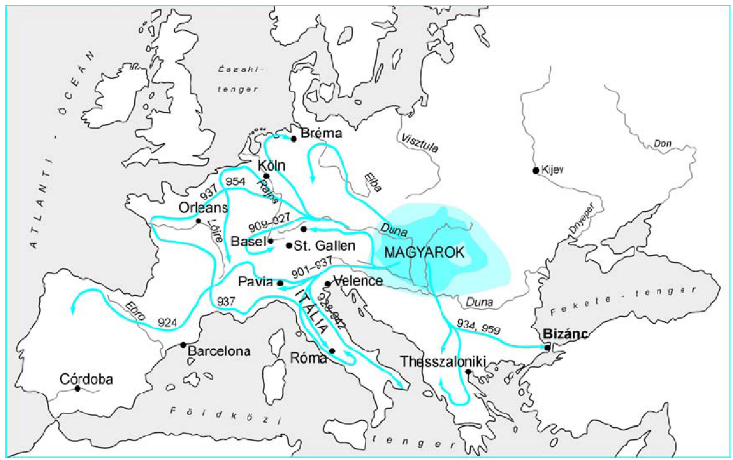 ATLANTI - ÓCEÁN
Északi-
tenger
Bréma
Visztula
Don
Köln
Elba
Kijev
937
954
Rajna
Orleans
Loire
909–927
Duna
Dnyeper
Basel
St. Gallen
MAGYAROK
901–937
Pavia
Velence
Duna
Fekete-tenger
Ebro
924
937
ITÁLIA
934, 959
Bizánc
Barcelona
Róma
Thesszaloniki
Córdoba
Földközi
tenger